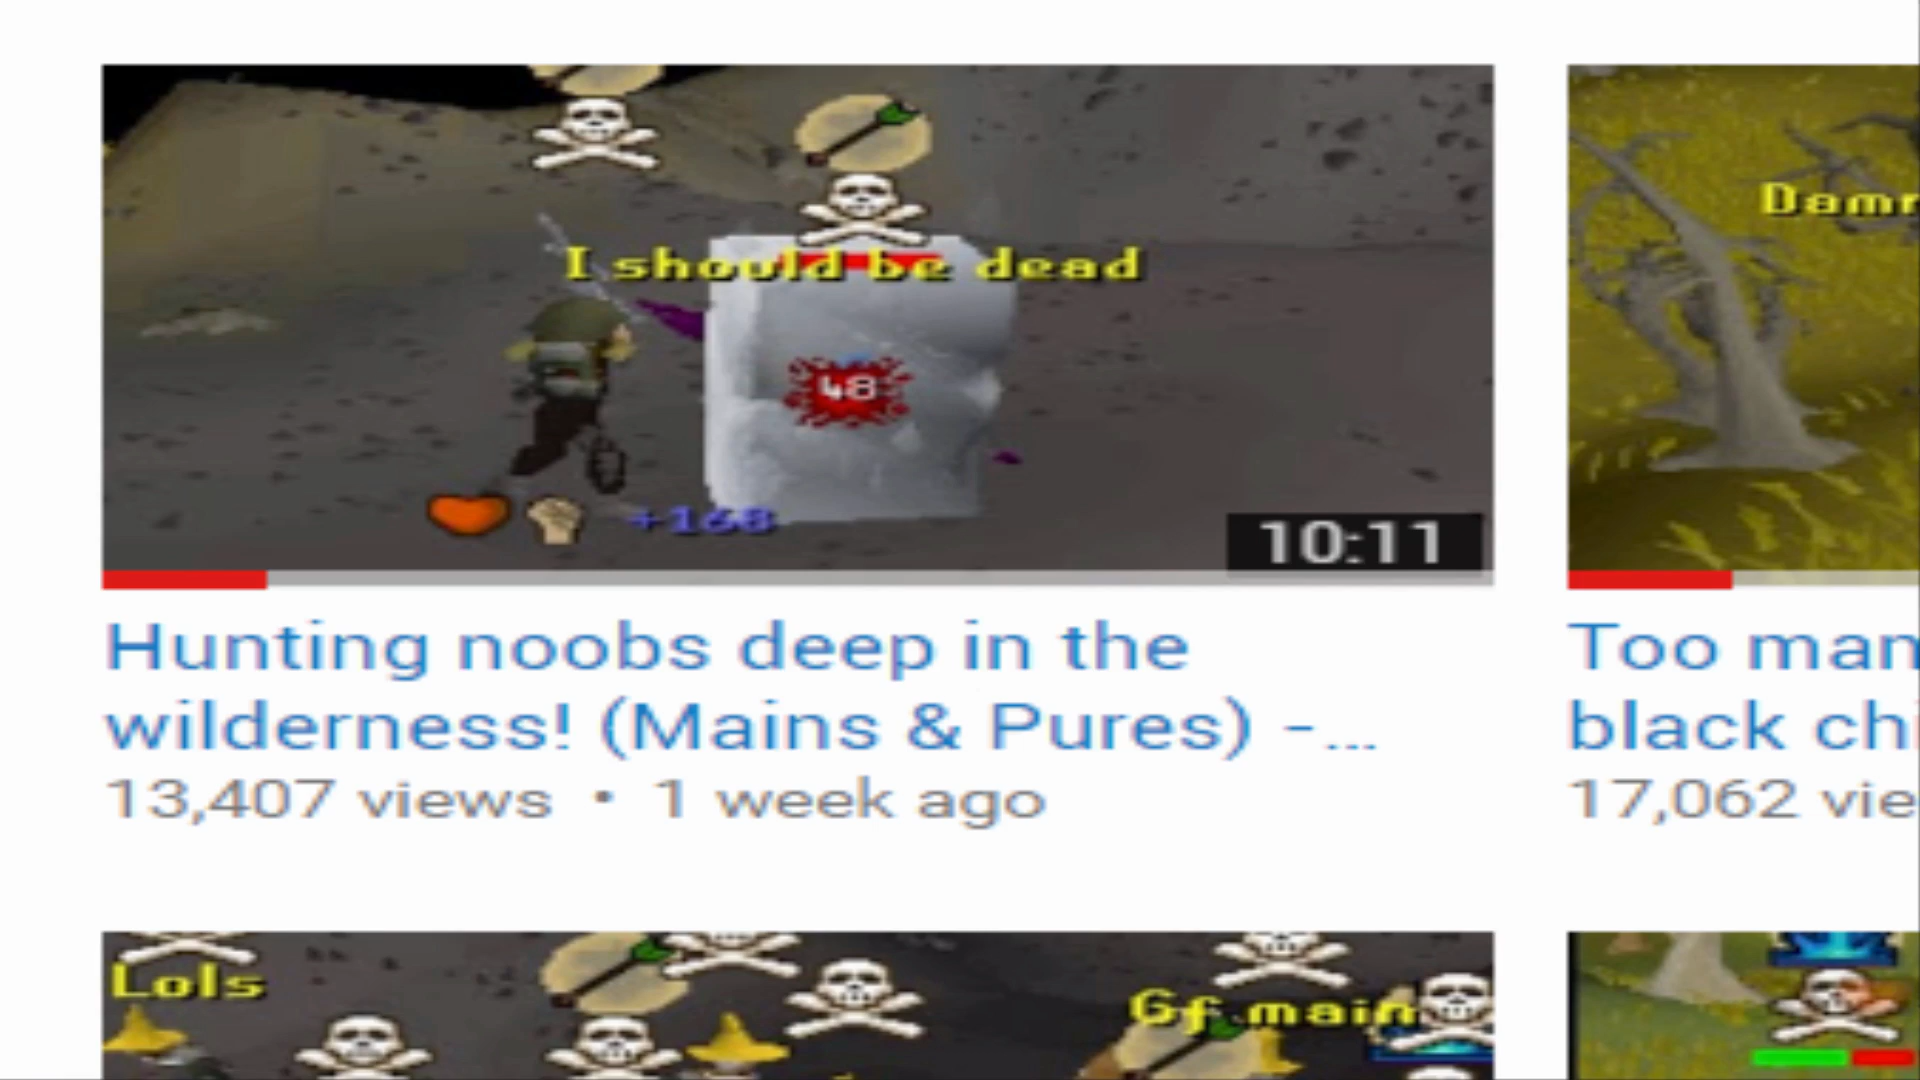 I should be dead
48
+168
10:11
Hunting noobs deep in the
wilderness! (Mains & Pures) -...
13,407 views • 1 week ago
Damn
Too man
black chi
17,062 vie
Lols
Gf main